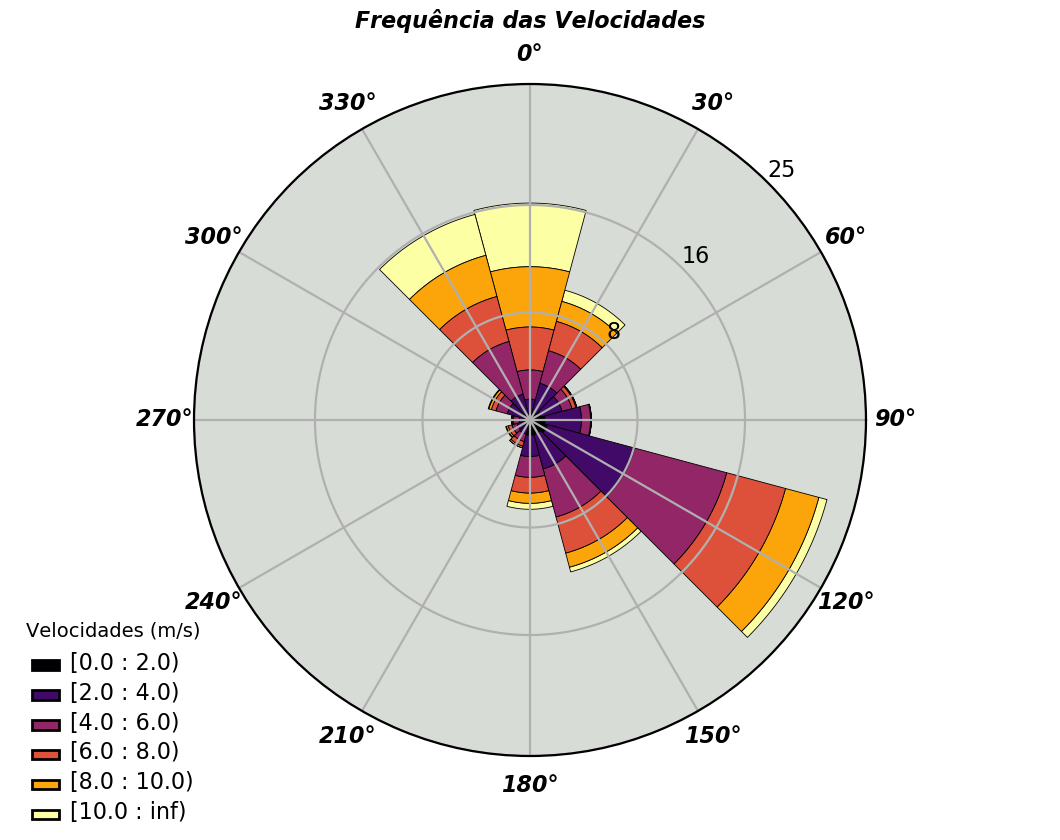 Frequência das Velocidades
0°
330°
30°
25
300°
60°
16
8
270°
90°
240°
120°
210°
150°
180°
Velocidades (m/s)
[0.0 : 2.0)
[2.0 : 4.0)
[4.0 : 6.0)
[6.0 : 8.0)
[8.0 : 10.0)
[10.0 : inf)